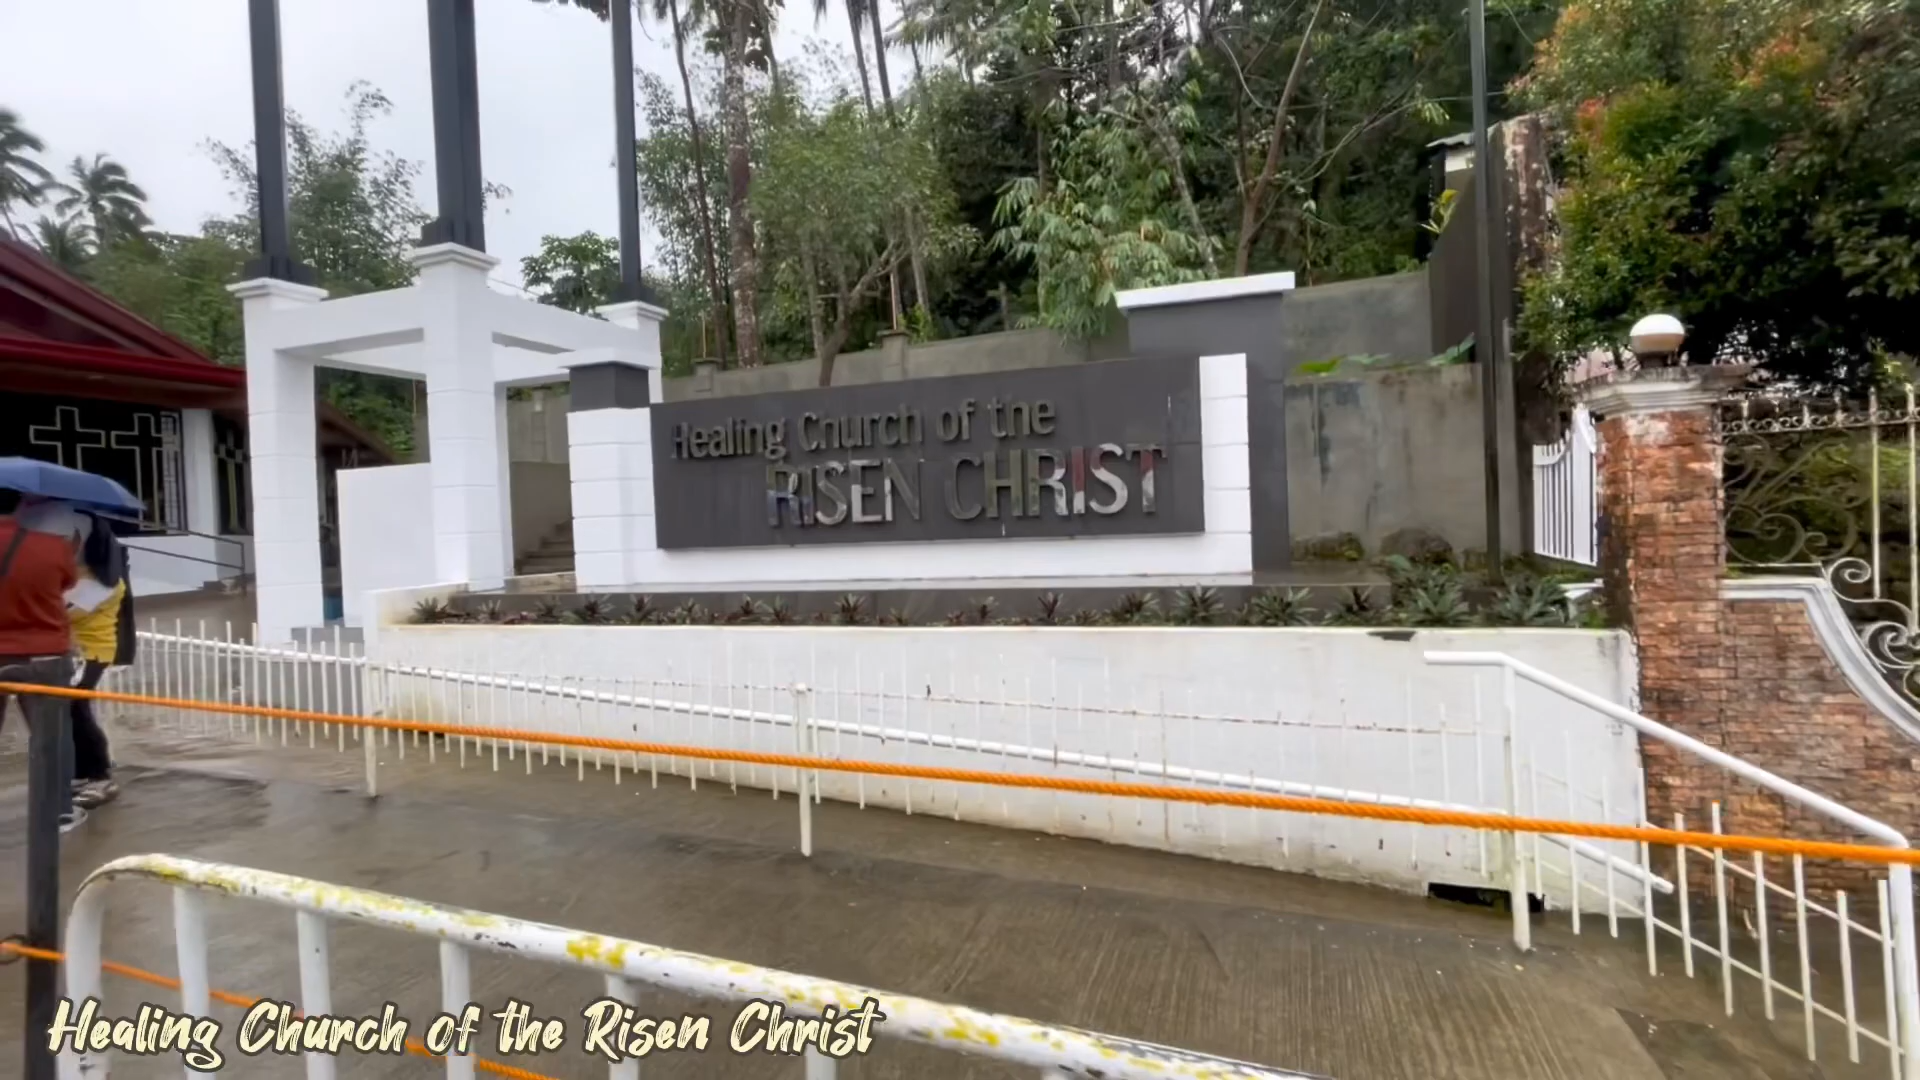 Healing Church of the
RISEN CHRIST
Healing Church of the Risen Christ